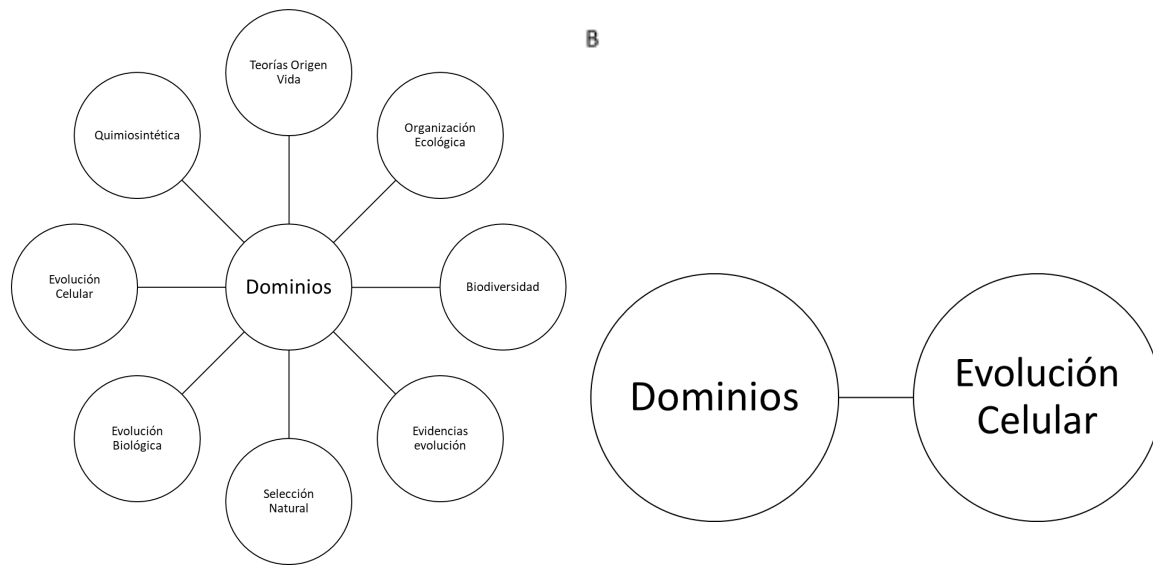 B
Teorías Origen
Vida
Quimiosintética
Organización
Ecológica
Evolución
Celular
Dominios
Biodiversidad
Evolución
Biológica
Evidencias
evolución
Selección
Natural
Dominios
Evolución
Celular